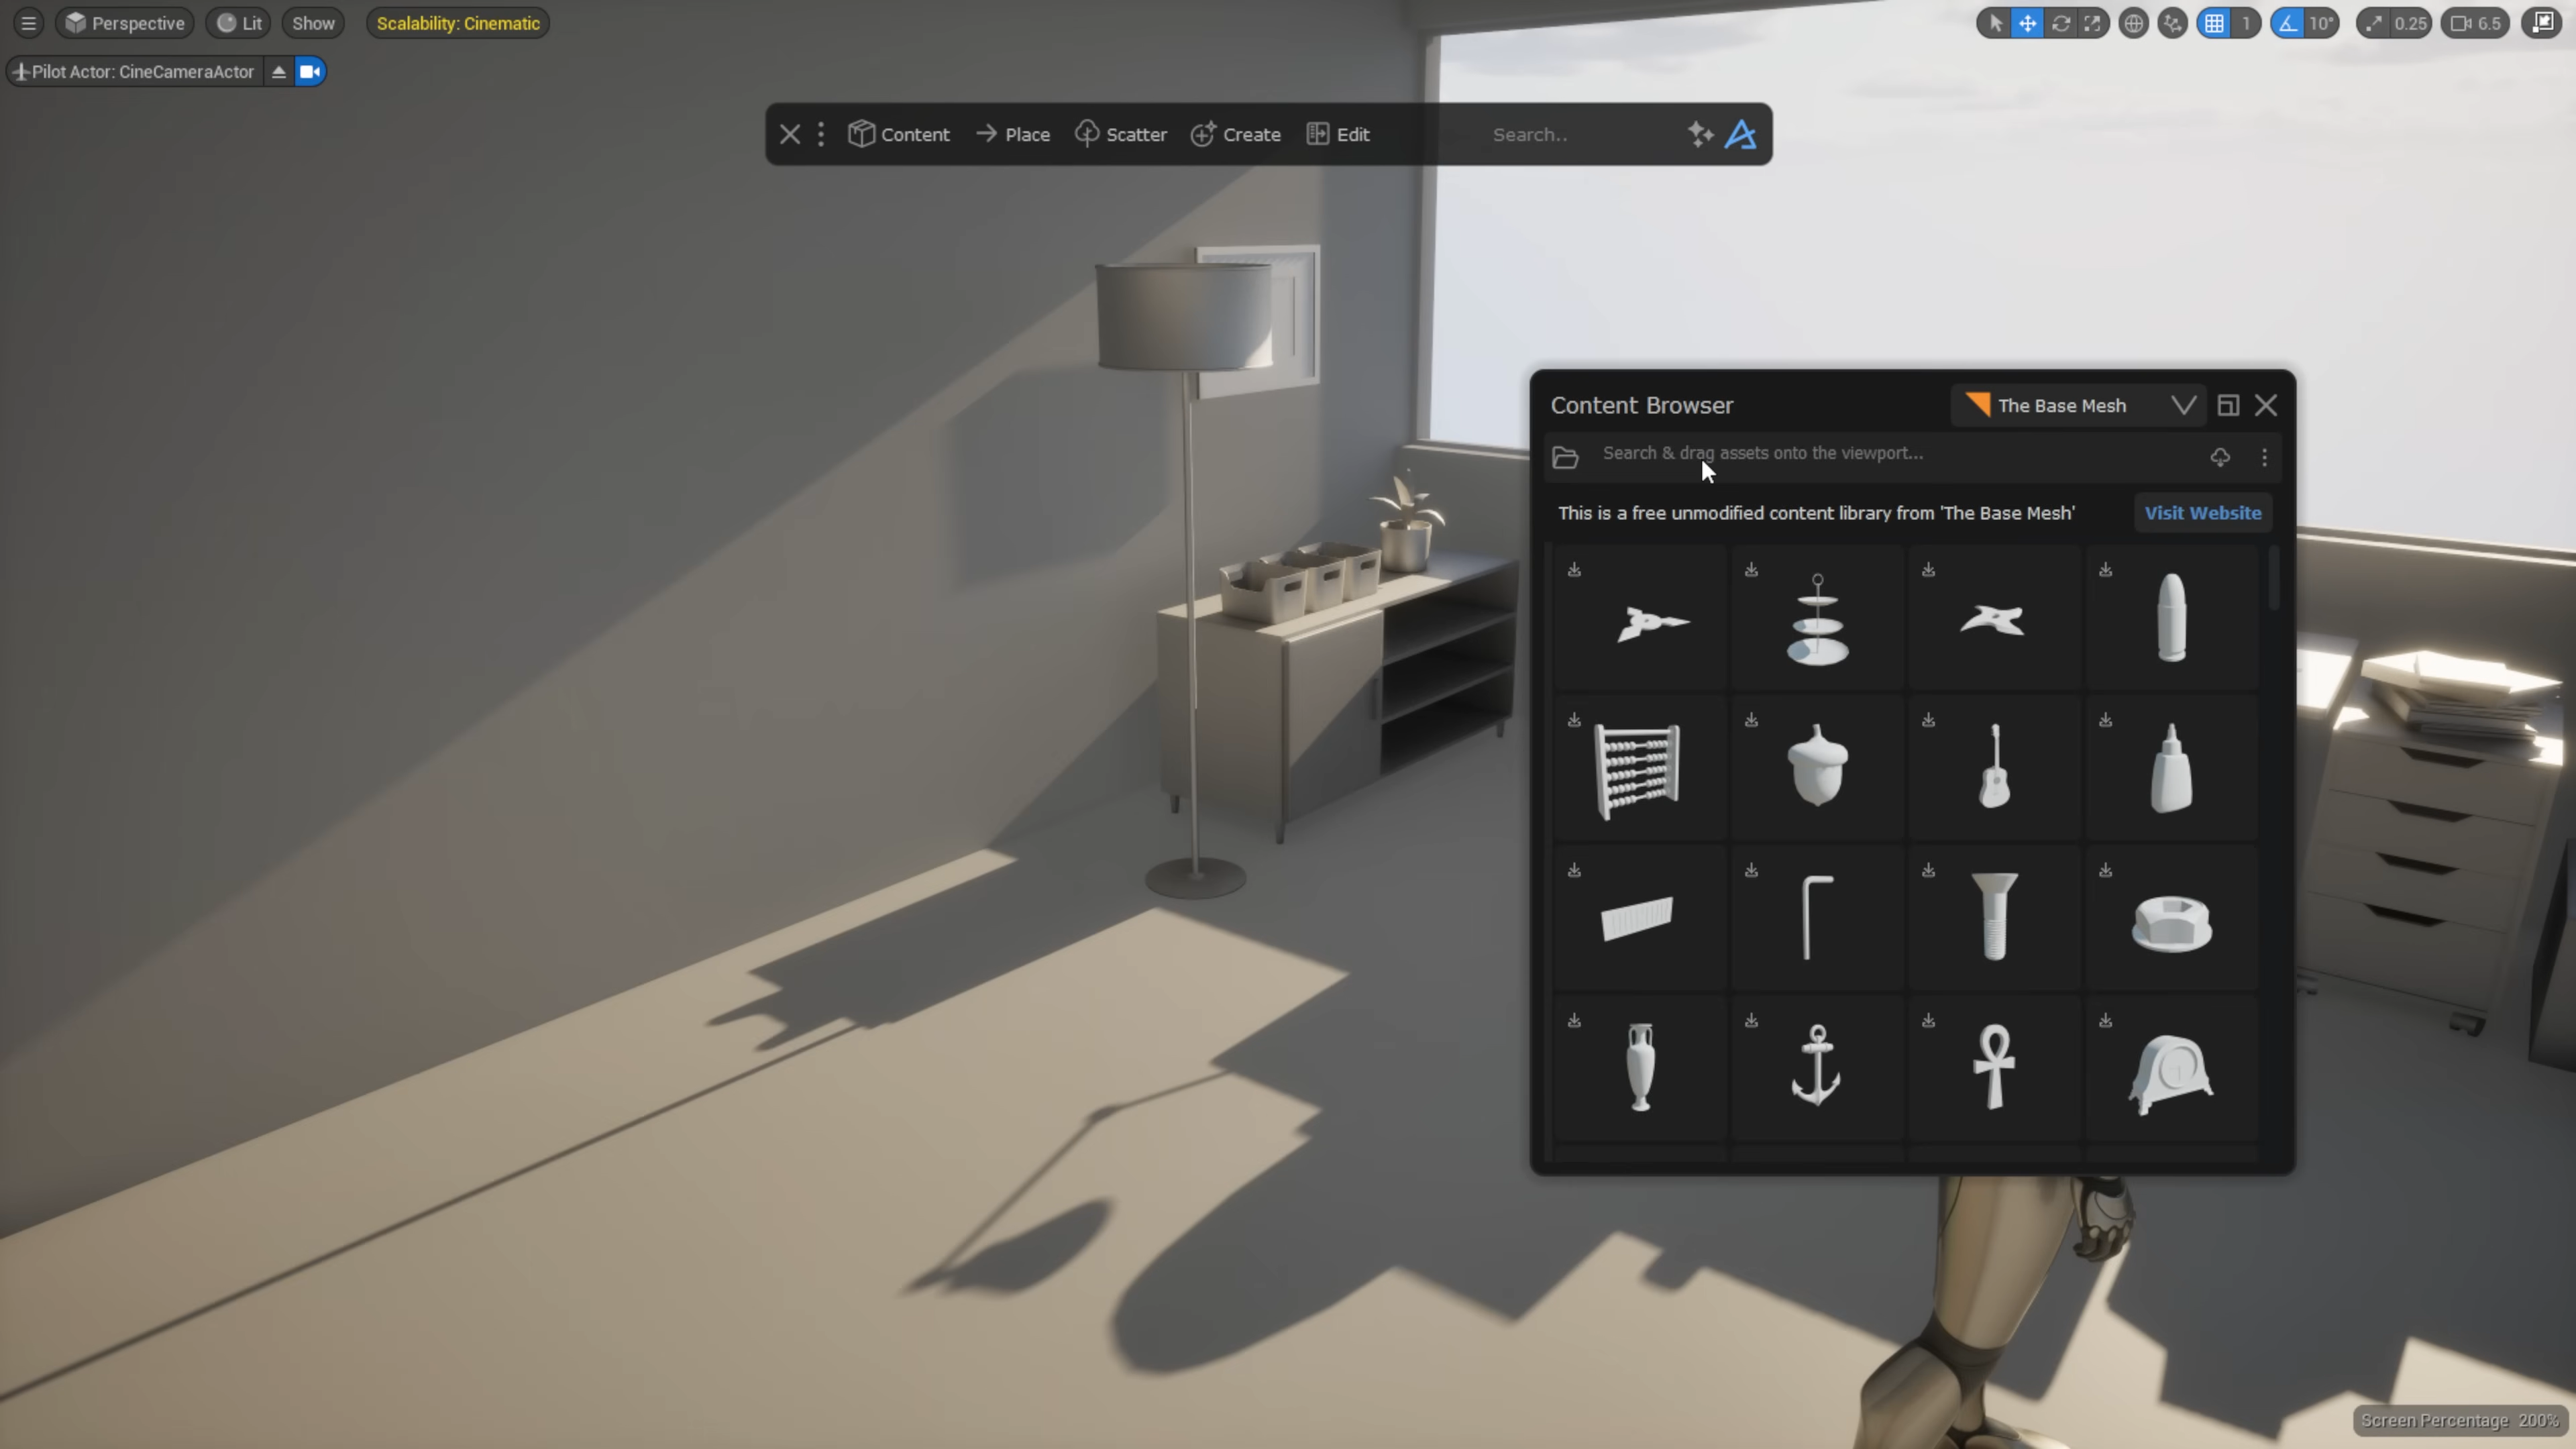 Perspective Lit Show Scalability: Cinematic 1 10° 0.25 6.5
Pilot Actor: CineCameraActor
Content Place Scatter Create Edit Search..
Content Browser The Base Mesh
Search & drag assets onto the viewport...
This is a free unmodified content library from 'The Base Mesh' Visit Website
Screen Percentage 200%